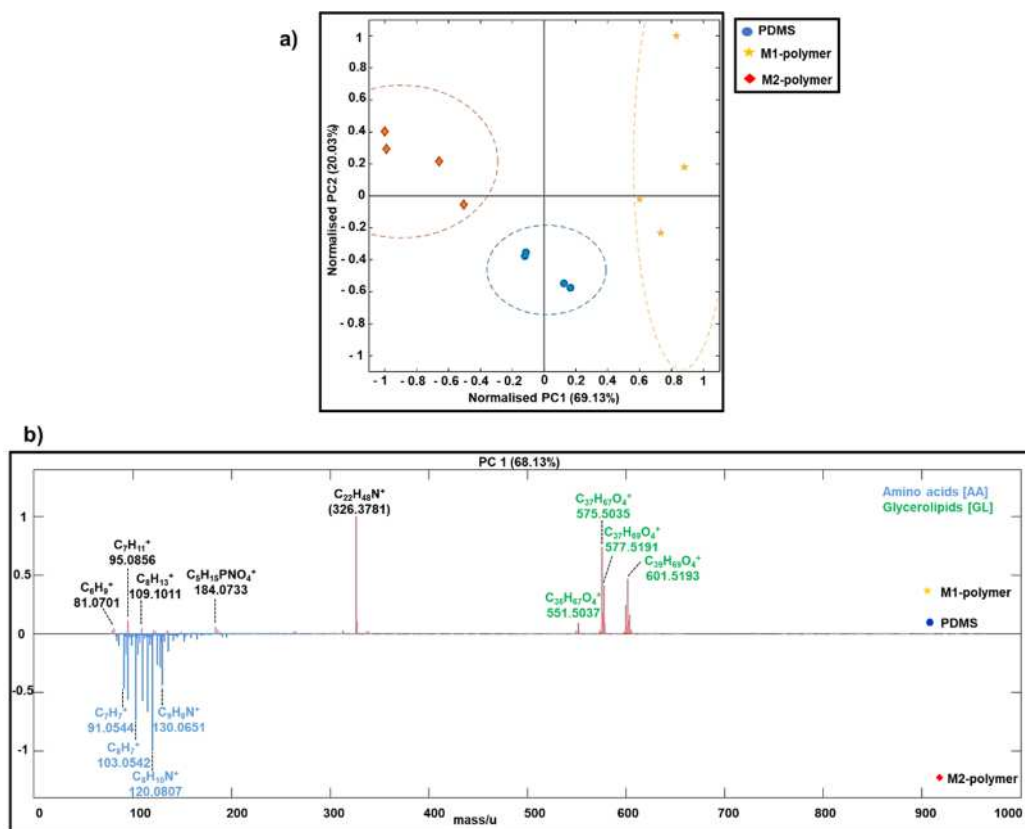 a)
PDMS
M1-polymer
M2-polymer
Normalised PC2 (20.03%)
1
0.8
0.6
0.4
0.2
0
- 0.2
- 0.4
- 0.6
- 0.8
- 1
- 1
- 0.8
- 0.6
- 0.4
- 0.2
0
0.2
0.4
0.6
0.8
1
Normalised PC1 (69.13%)
b)
PC 1 (68.13%)
Amino acids [AA]
Glycerolipids [GL]
1
0.5
0
-0.5
-1
C₂₂H₄₈N⁺
(326.3781)
C₇H₁₁⁺
95.0856
C₈H₁₃⁺
109.1011
C₆H₉⁺
81.0701
C₅H₁₅PNO₄⁺
184.0733
C₃₇H₆₇O₄⁺
575.5035
C₃₇H₆₉O₄⁺
577.5191
C₃₉H₆₉O₄⁺
601.5193
C₃₅H₆₇O₄⁺
551.5037
M1-polymer
PDMS
C₇H₇⁺
91.0544
C₉H₈N⁺
130.0651
C₈H₇⁺
103.0542
C₈H₁₀N⁺
120.0807
M2-polymer
0
100
200
300
400
500
600
700
800
900
1000
mass/u